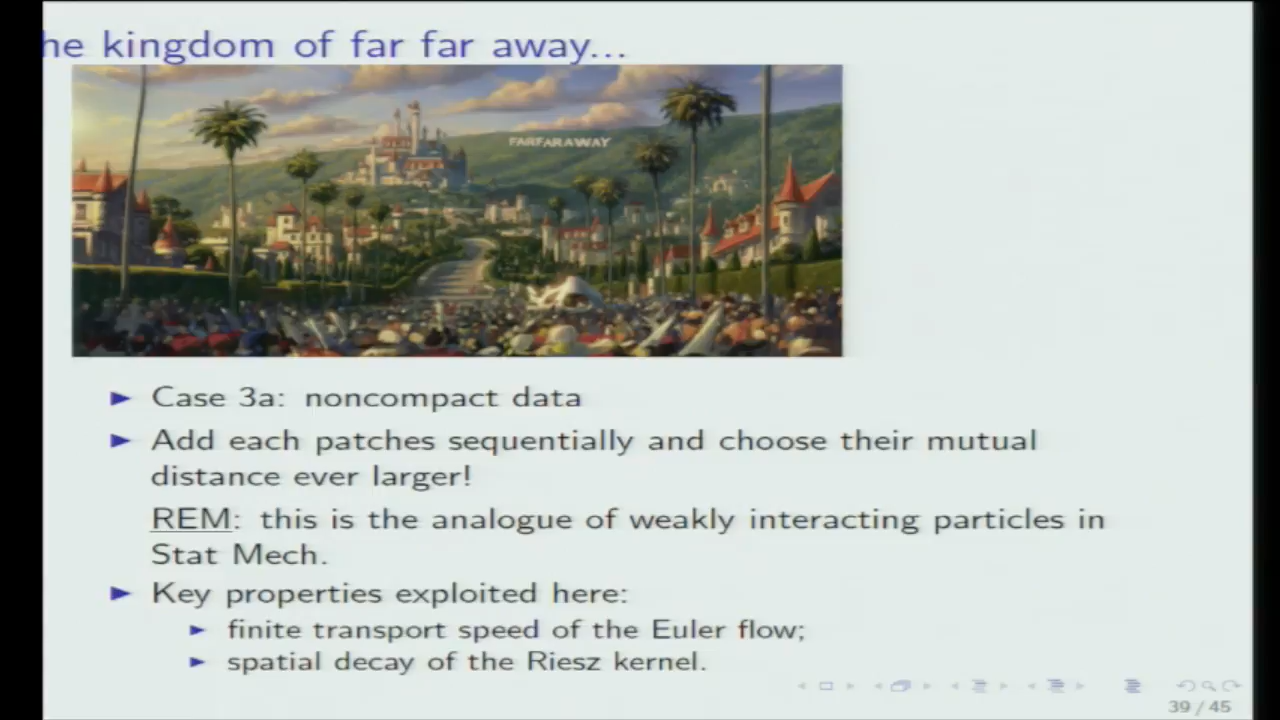 he kingdom of far far away...
FARFARAWAY
Case 3a: noncompact data
Add each patches sequentially and choose their mutual
distance ever larger!
REM: this is the analogue of weakly interacting particles in
Stat Mech.
Key properties exploited here:
finite transport speed of the Euler flow;
spatial decay of the Riesz kernel.
39 / 45